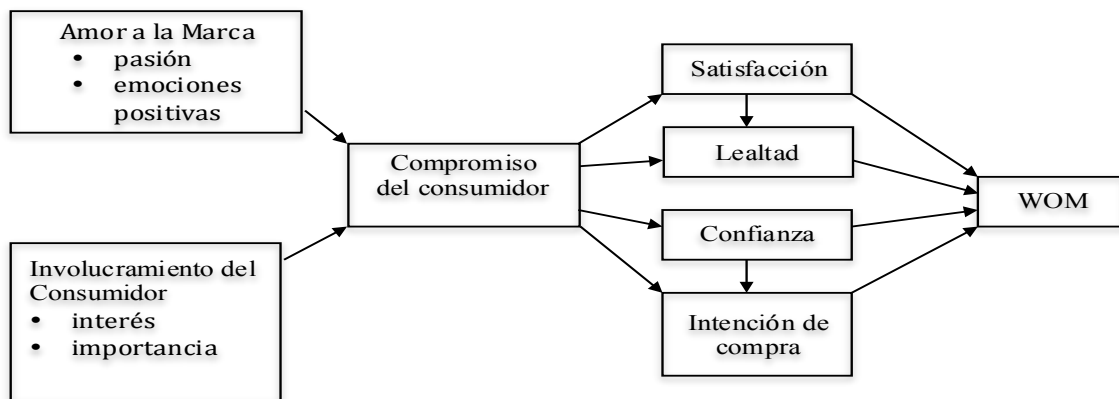 Amor a la Marca
• pasión
• emociones
positivas
Involucramiento del
Consumidor
• interés
• importancia
Compromiso
del consumidor
Satisfacción
Lealtad
Confianza
Intención de
compra
WOM